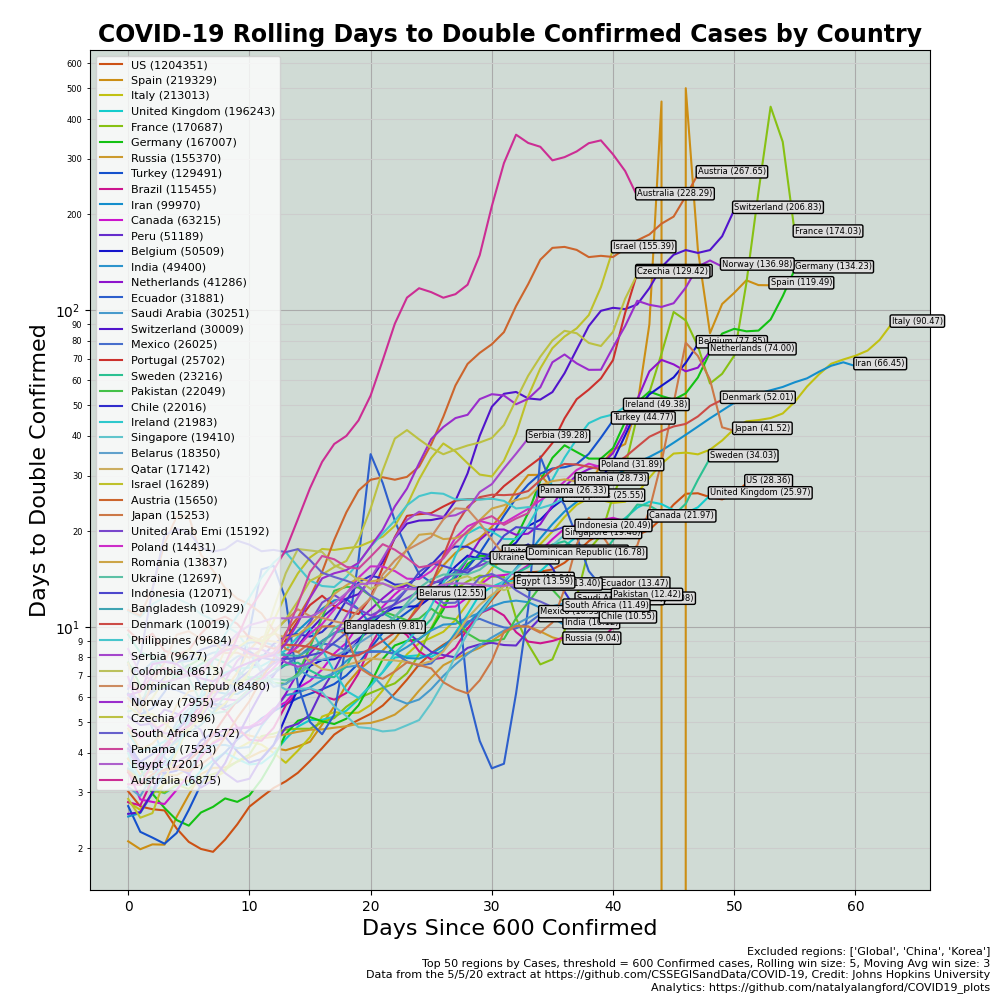 COVID-19 Rolling Days to Double Confirmed Cases by Country
US (1204351)
Spain (219329)
Italy (213013)
United Kingdom (196243)
France (170687)
Germany (167007)
Russia (155370)
Turkey (129491)
Brazil (115455)
Iran (99970)
Canada (63215)
Peru (51189)
Belgium (50509)
India (49400)
Netherlands (41286)
Ecuador (31881)
Saudi Arabia (30251)
Switzerland (30009)
Mexico (26025)
Portugal (25702)
Sweden (23216)
Pakistan (22049)
Chile (22016)
Ireland (21983)
Singapore (19410)
Belarus (18350)
Qatar (17142)
Israel (16289)
Austria (15650)
Japan (15253)
United Arab Emi (15192)
Poland (14431)
Romania (13837)
Ukraine (12697)
Indonesia (12071)
Bangladesh (10929)
Denmark (10019)
Philippines (9684)
Serbia (9677)
Colombia (8613)
Dominican Repub (8480)
Norway (7955)
Czechia (7896)
South Africa (7572)
Panama (7523)
Egypt (7201)
Australia (6875)
600
500
400
300
200
10²
90
80
70
60
50
40
30
20
10¹
9
8
7
6
5
4
3
2
Days to Double Confirmed
Austria (267.65)
Australia (228.29)
Switzerland (206.83)
France (174.03)
Israel (155.39)
Czechia (129.42)
Norway (136.98)
Germany (134.23)
Spain (119.49)
Italy (90.47)
Belgium (77.85)
Netherlands (74.00)
Iran (66.45)
Denmark (52.01)
Ireland (49.38)
Turkey (44.77)
Japan (41.52)
Serbia (39.28)
Sweden (34.03)
Poland (31.89)
Romania (28.73)
US (28.36)
Panama (26.33)
(25.55)
United Kingdom (25.97)
Canada (21.97)
Indonesia (20.49)
Singapore
Dominican Republic (16.78)
Ukraine
Egypt (13.59)
13.40)
Ecuador (13.47)
Belarus (12.55)
Pakistan (12.42)
South Africa (11.49)
Mexico
Chile (10.55)
India
Bangladesh (9.81)
Russia (9.04)
0 10 20 30 40 50 60
Days Since 600 Confirmed
Excluded regions: ['Global', 'China', 'Korea']
Top 50 regions by Cases, threshold = 600 Confirmed cases, Rolling win size: 5, Moving Avg win size: 3
Data from the 5/5/20 extract at https://github.com/CSSEGISandData/COVID-19, Credit: Johns Hopkins University
Analytics: https://github.com/natalyalangford/COVID19_plots